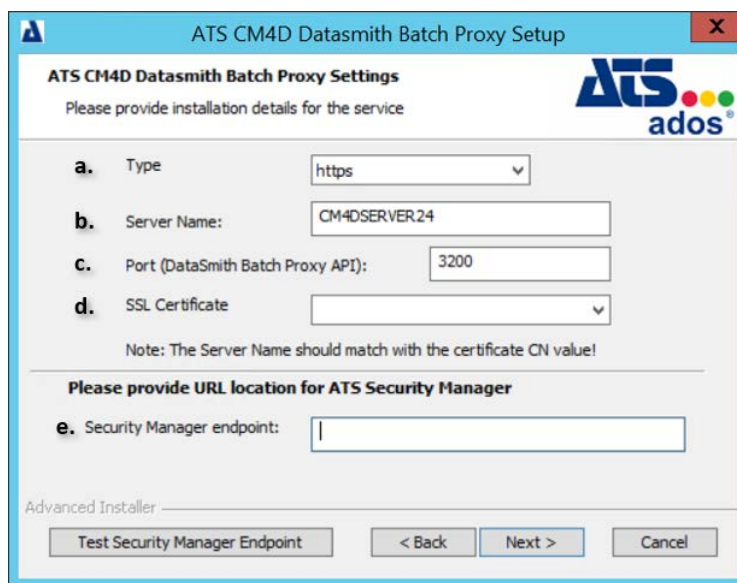 ATS CM4D Datasmith Batch Proxy Setup
X
ATS CM4D Datasmith Batch Proxy Settings
Please provide installation details for the service
ATS
ados®
a. Type https
b. Server Name: CM4DSERVER24
c. Port (DataSmith Batch Proxy API): 3200
d. SSL Certificate
Note: The Server Name should match with the certificate CN value!
Please provide URL location for ATS Security Manager
e. Security Manager endpoint:
Advanced Installer
Test Security Manager Endpoint < Back Next > Cancel